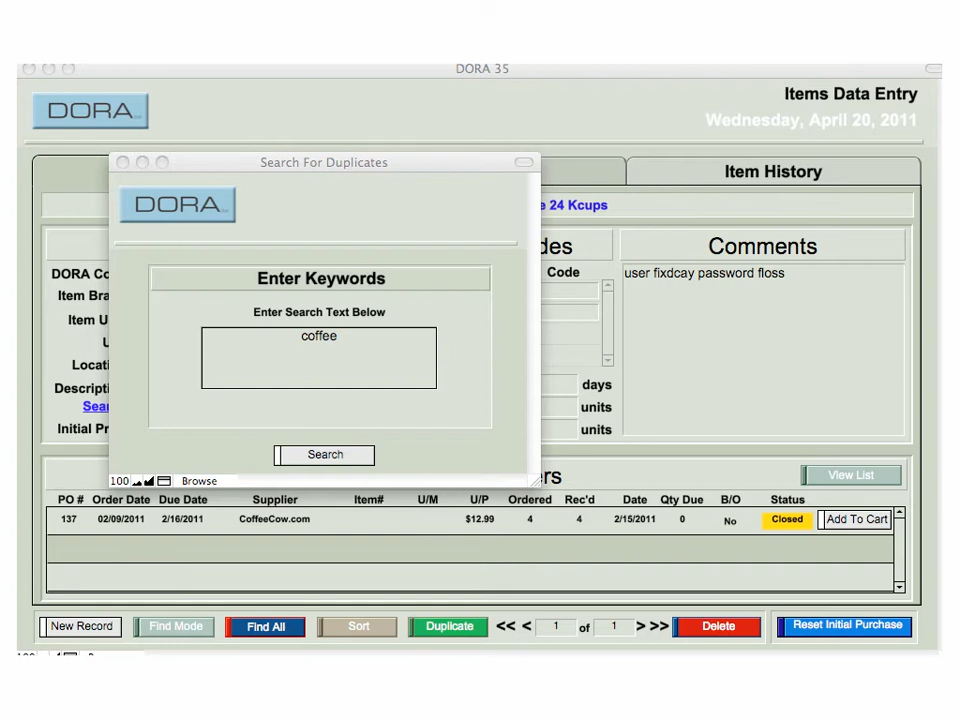 DORA 35
DORA
Items Data Entry
Wednesday, April 20, 2011
Search For Duplicates
Item History
DORA
e 24 Kcups
des
Comments
Enter Keywords
DORA Co
Code
user fixdcay password floss
Item Bra
Enter Search Text Below
Item U
coffee
U
Locati
Descripti
days
Sear
units
Initial Pr
units
Search
100 Browse
ers
View List
PO # Order Date Due Date Supplier Item# U/M U/P Ordered Rec'd Date Qty Due B/O Status
137 02/09/2011 2/16/2011 CoffeeCow.com $12.99 4 4 2/15/2011 0 No Closed Add To Cart
New Record Find Mode Find All Sort Duplicate << < 1 of 1 > >> Delete Reset Initial Purchase